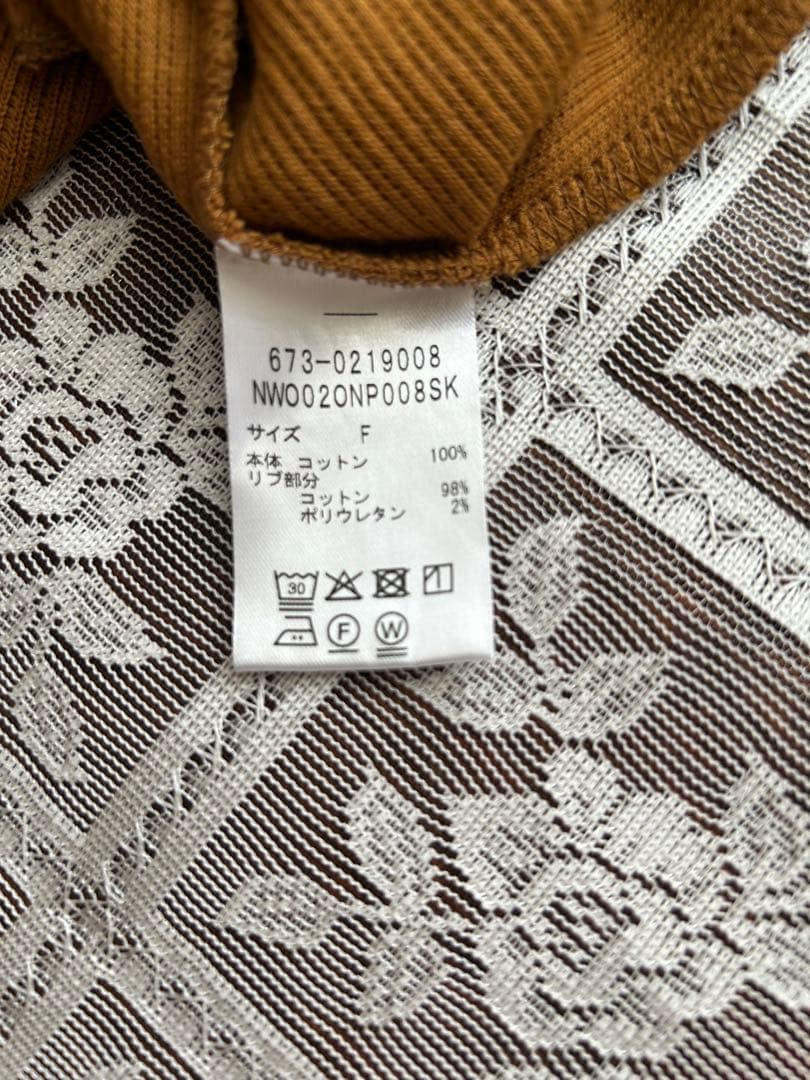 673-0219008
NW002ONP008SK
サイズ F
本体 コットン 100%
リブ部分
コットン 98%
ポリウレタン 2%
30
F W